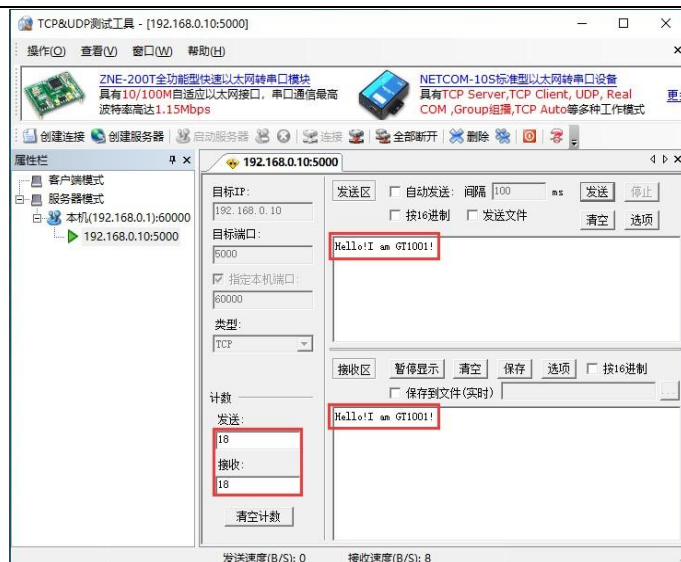 TCP&UDP测试工具 - [192.168.0.10:5000]
操作(O) 查看(V) 窗口(W) 帮助(H)
ZNE-200T全功能型快速以太网转串口模块
具有10/100M自适应以太网接口，串口通信最高
波特率高达1.15Mbps
NETCOM-10S标准型以太网转串口设备
具有TCP Server,TCP Client, UDP, Real
COM ,Group组播,TCP Auto等多种工作模式
创建连接 创建服务器 启动服务器 连接 全部断开 删除
属性栏
客户端模式
服务器模式
本机(192.168.0.1):60000
192.168.0.10:5000
192.168.0.10:5000
目标IP:
192.168.0.10
目标端口:
5000
指定本机端口:
60000
类型:
TCP
计数
发送:
18
接收:
18
清空计数
发送区 自动发送: 间隔 100 ms 发送 停止
按16进制 发送文件 清空 选项
Hello!I am GT1001!
接收区 暂停显示 清空 保存 选项 按16进制
保存到文件(实时) ...
Hello!I am GT1001!
发送速度(B/S): 0 接收速度(B/S): 8